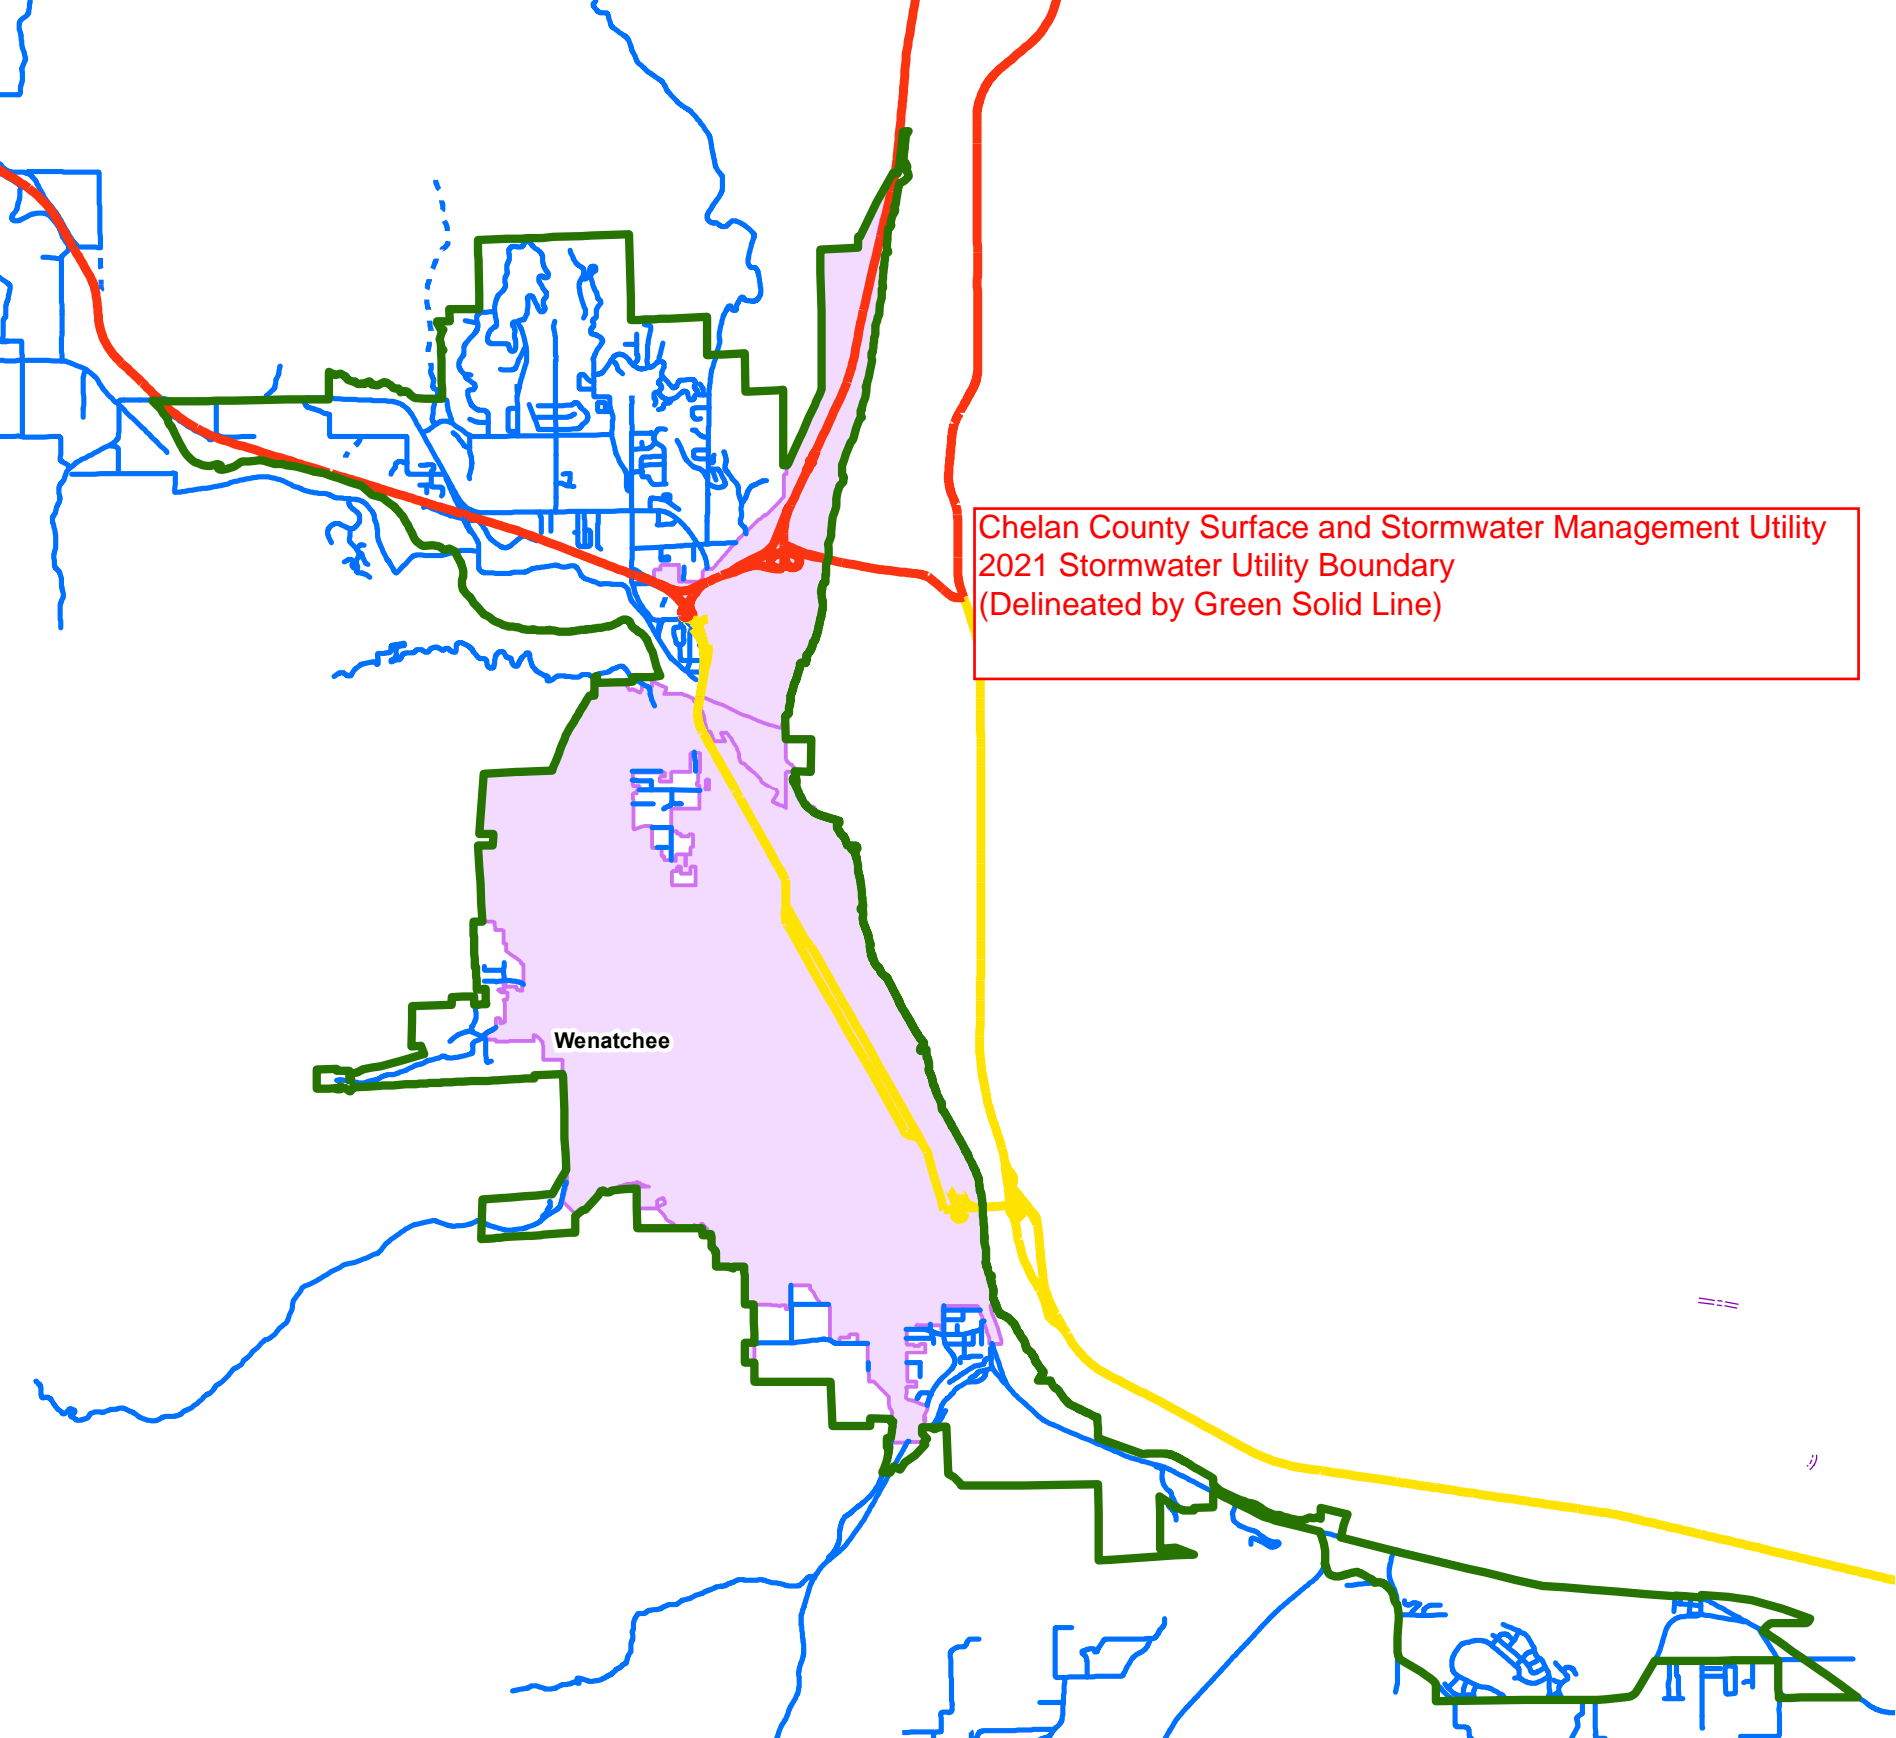 Chelan County Surface and Stormwater Management Utility
2021 Stormwater Utility Boundary
(Delineated by Green Solid Line)
Wenatchee